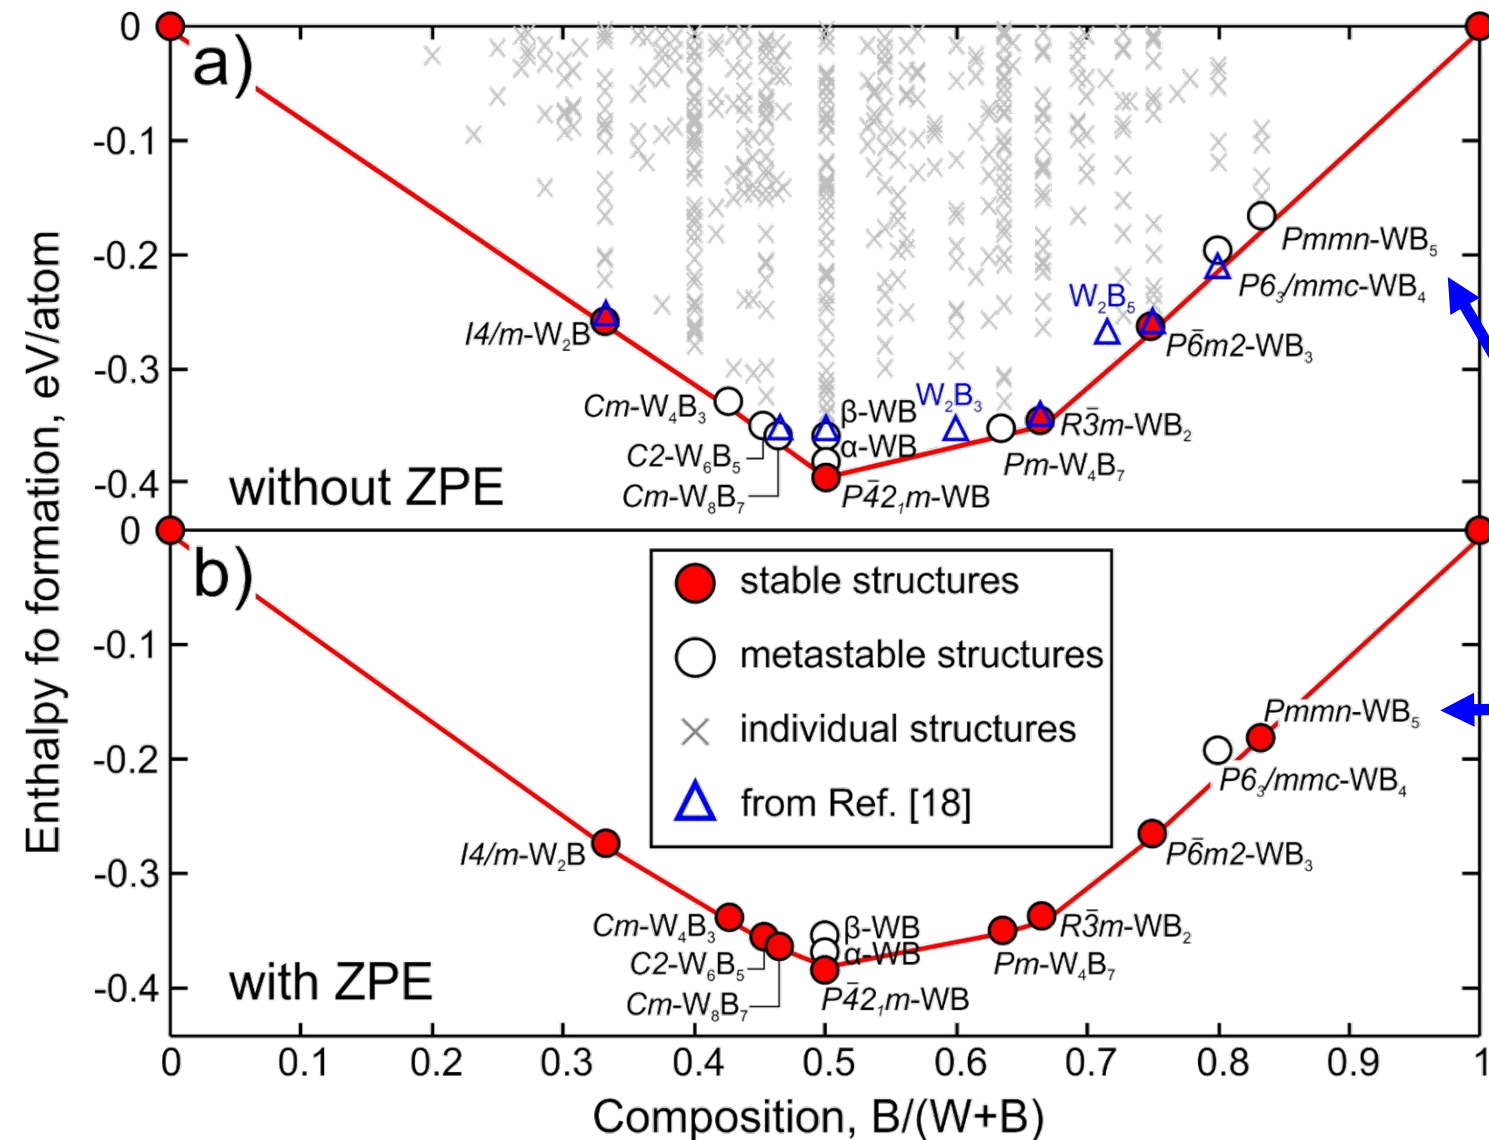 Enthalpy fo formation, eV/atom
a)
0
-0.1
-0.2
-0.3
-0.4
I4/m-W₂B
Cm-W₄B₃
C2-W₆B₅
Cm-W₈B₇
β-WB
α-WB
P4̄2₁m-WB
W₂B₃
Pm-W₄B₇
R3̄m-WB₂
W₂B₅
P6̄m2-WB₃
P6₃/mmc-WB₄
Pmmn-WB₅
without ZPE
b)
0
-0.1
-0.2
-0.3
-0.4
stable structures
metastable structures
individual structures
from Ref. [18]
Pmmn-WB₅
P6₃/mmc-WB₄
P6̄m2-WB₃
I4/m-W₂B
Cm-W₄B₃
C2-W₆B₅
Cm-W₈B₇
β-WB
α-WB
P4̄2₁m-WB
Pm-W₄B₇
R3̄m-WB₂
with ZPE
0 0.1 0.2 0.3 0.4 0.5 0.6 0.7 0.8 0.9 1
Composition, B/(W+B)